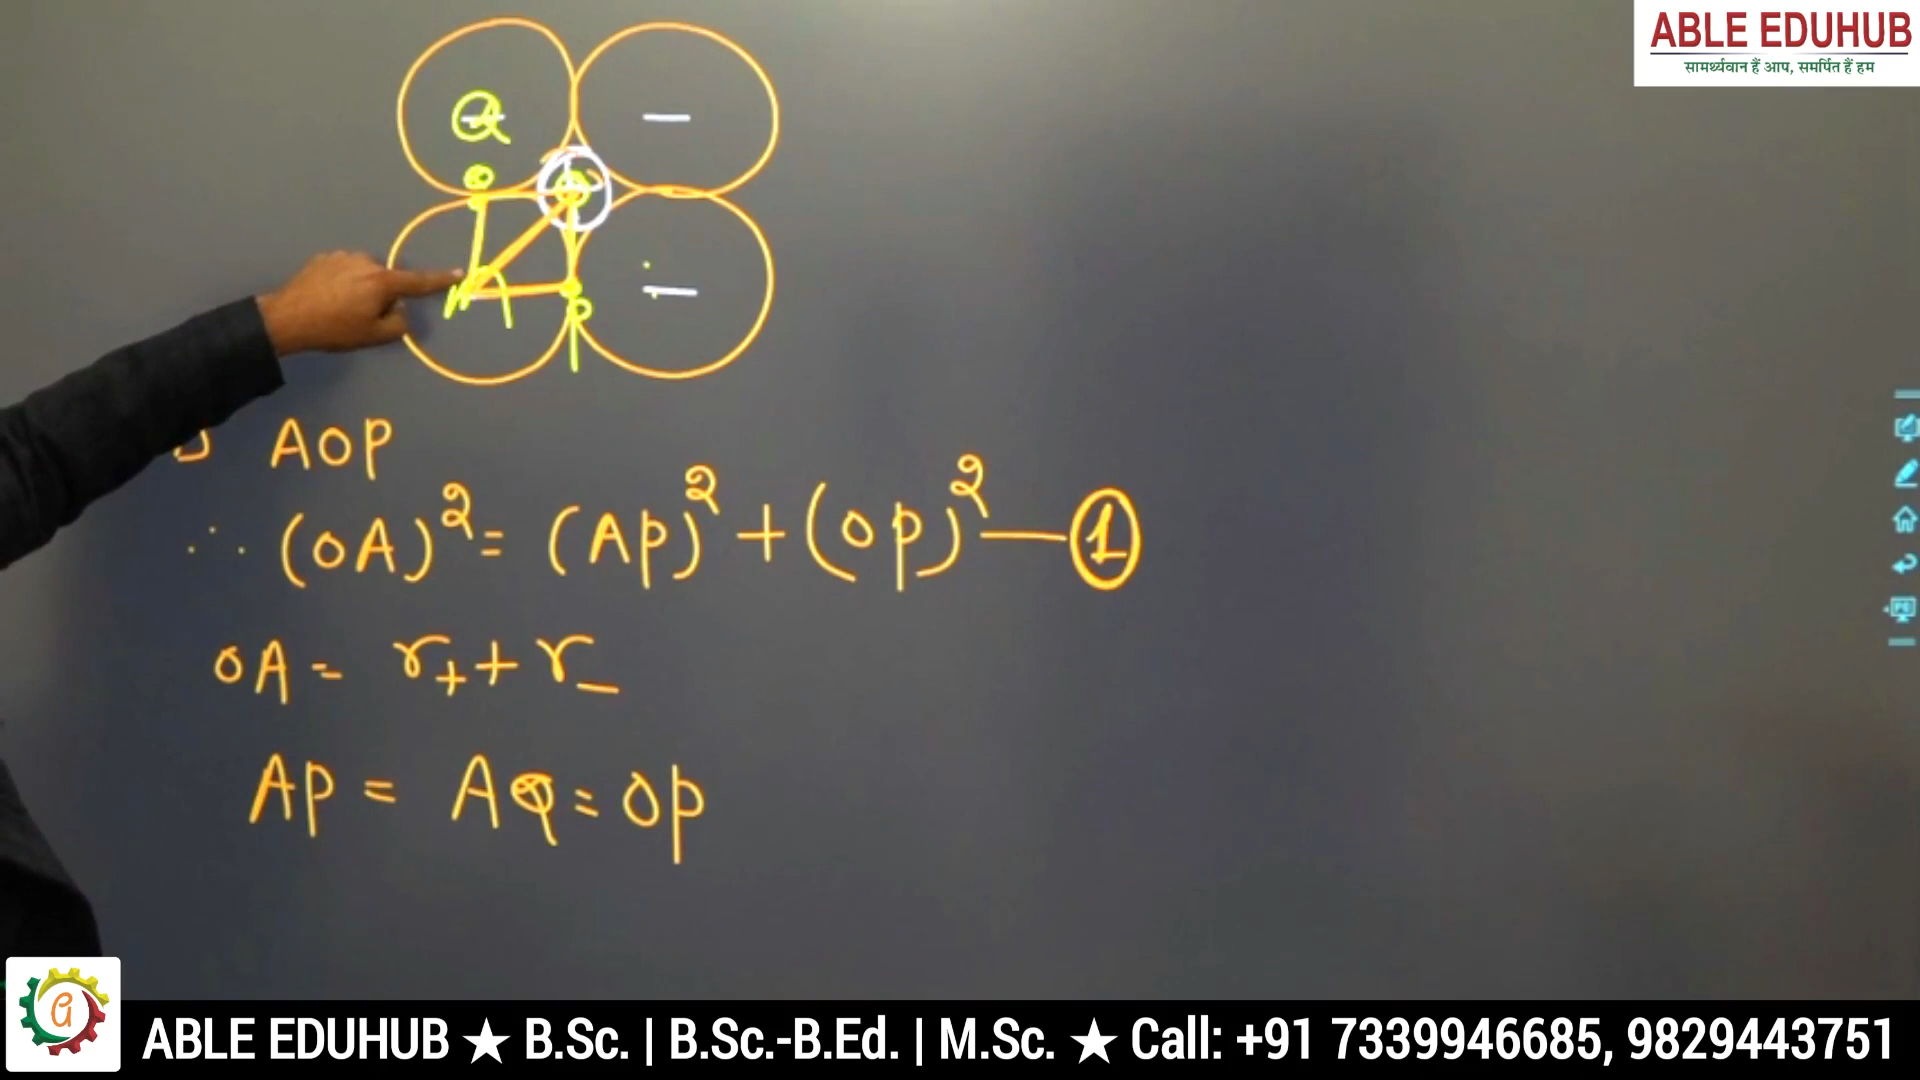 ABLE EDUHUB
सामर्थ्यवान हैं आप, समर्पित हैं हम
Q
−
−
A
P
−
AOP
∴ (OA)² = (AP)² + (OP)² — ①
OA = r₊ + r₋
AP = AQ = OP
ABLE EDUHUB ★ B.Sc. | B.Sc.-B.Ed. | M.Sc. ★ Call: +91 7339946685, 9829443751